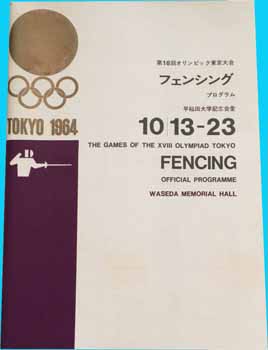 第18回オリンピック東京大会
フェンシング
プログラム
早稲田大学記念会堂
10/13-23
TOKYO 1964
THE GAMES OF THE XVIII OLYMPIAD TOKYO
FENCING
OFFICIAL PROGRAMME
WASEDA MEMORIAL HALL